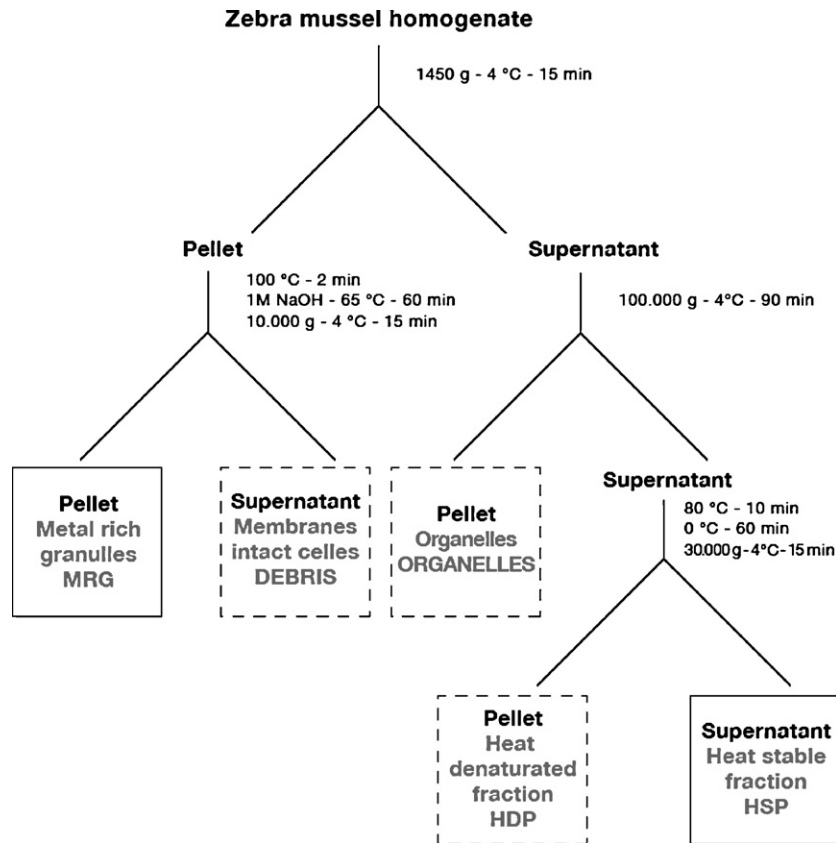 Zebra mussel homogenate
1450 g - 4 °C - 15 min
Pellet
100 °C - 2 min
1M NaOH - 65 °C - 60 min
10.000 g - 4 °C - 15 min
Supernatant
100.000 g - 4°C - 90 min
Pellet
Metal rich
granulles
MRG
Supernatant
Membranes
intact celles
DEBRIS
Pellet
Organelles
ORGANELLES
Supernatant
80 °C - 10 min
0 °C - 60 min
30.000 g - 4°C - 15 min
Pellet
Heat
denaturated
fraction
HDP
Supernatant
Heat stable
fraction
HSP